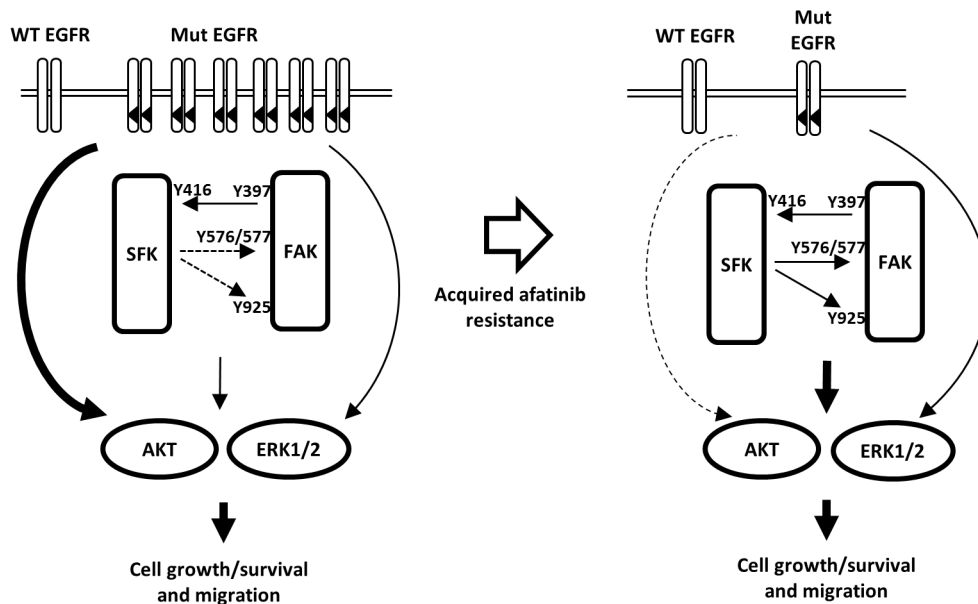 WT EGFR
Mut EGFR
Y416
Y397
Y576/577
SFK
FAK
Y925
AKT
ERK1/2
Cell growth/survival
and migration
Acquired afatinib
resistance
WT EGFR
Mut
EGFR
Y416
Y397
Y576/577
SFK
FAK
Y925
AKT
ERK1/2
Cell growth/survival
and migration